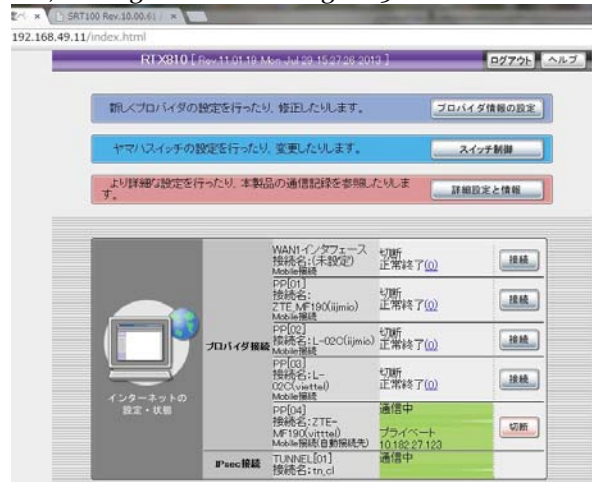 SRT100 Rev.10.00.61 /
192.168.49.11/index.html
RTX810 [ Rev.11.01.19 Mon Jul 29 15:27:26 2013 ]
ログアウト
ヘルプ
新しくプロバイダの設定を行ったり、修正したりします。
プロバイダ情報の設定
ヤマハスイッチの設定を行ったり、変更したりします。
スイッチ制御
より詳細な設定を行ったり、本製品の通信記録を参照したりしま
す。
詳細設定と情報
インターネットの
設定・状態
プロバイダ接続
WAN1インタフェース
接続名:(未設定)
Mobile接続
切断
正常終了(0)
接続
PP[01]
接続名:
ZTE_MF190(iijmio)
Mobile接続
切断
正常終了(0)
接続
PP[02]
接続名:L-02C(iijmio)
Mobile接続
切断
正常終了(0)
接続
PP[03]
接続名:L-
02C(viettel)
Mobile接続
切断
正常終了(0)
接続
PP[04]
接続名:ZTE-
MF190(vitttel)
Mobile接続(自動接続先)
通信中
プライベート
10.182.27.123
切断
IPsec接続
TUNNEL[01]
接続名:tn_cl
通信中